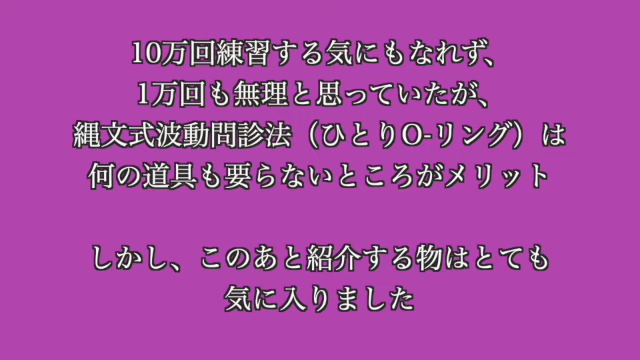 10万回練習する気にもなれず、
1万回も無理と思っていたが、
縄文式波動問診法（ひとりO-リング）は
何の道具も要らないところがメリット
しかし、このあと紹介する物はとても
気に入りました